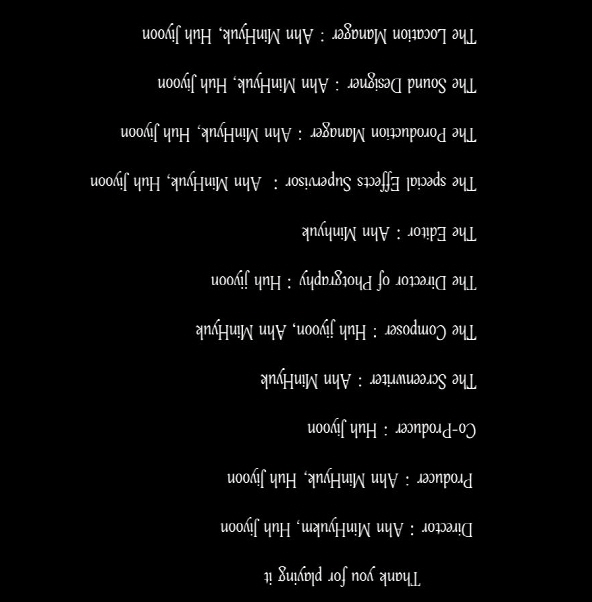 Thank you for playing it
Director : Ahn MinHyukm, Huh Jiyoon
Producer : Ahn MinHyuk, Huh Jiyoon
Co-Producer : Huh Jiyoon
The Screenwriter : Ahn MinHyuk
The Composer : Huh jiyoon, Ahn MinHyuk
The Director of Photgraphy : Huh jiyoon
The Editor : Ahn Minhyuk
The special Effects Supervisor : Ahn MinHyuk, Huh Jiyoon
The Poroduction Manager : Ahn MinHyuk, Huh Jiyoon
The Sound Designer : Ahn MinHyuk, Huh Jiyoon
The Location Manager : Ahn MinHyuk, Huh Jiyoon